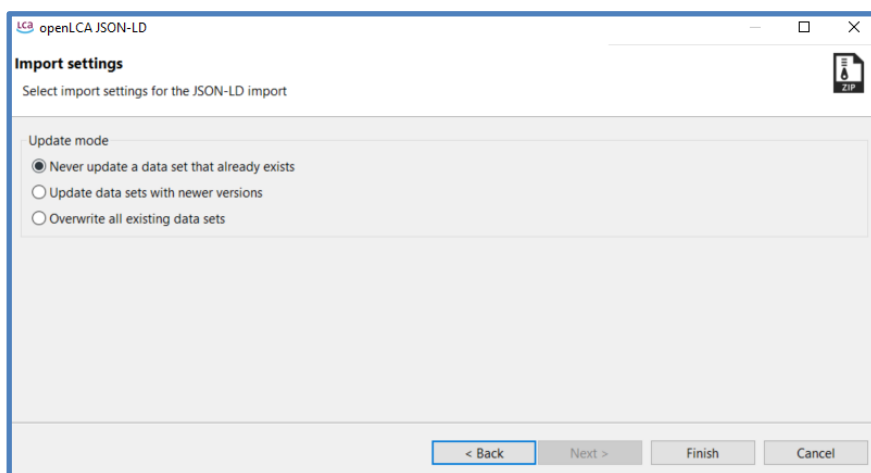 LCa openLCA JSON-LD
Import settings
Select import settings for the JSON-LD import
ZIP
Update mode
Never update a data set that already exists
Update data sets with newer versions
Overwrite all existing data sets
< Back Next > Finish Cancel